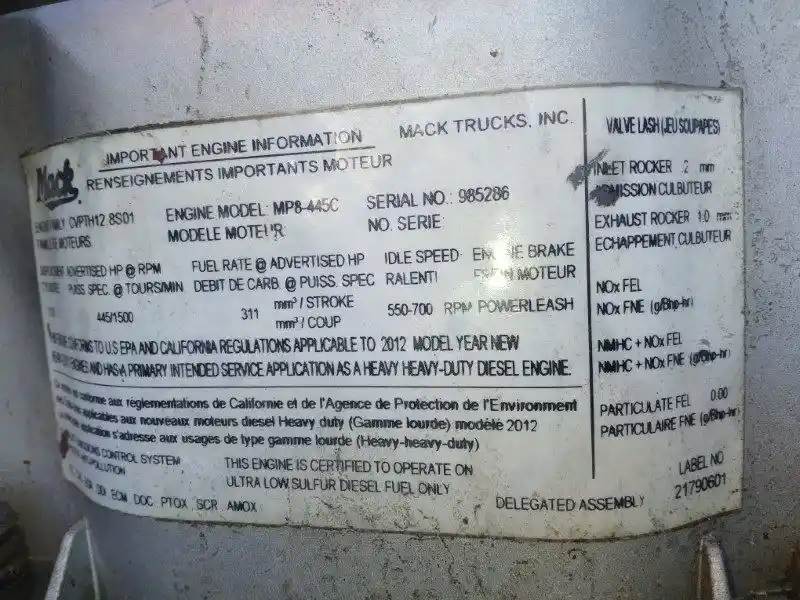 IMPORTANT ENGINE INFORMATION
MACK TRUCKS, INC.
Mack
RENSEIGNEMENTS IMPORTANTS MOTEUR
CVPTH12.8S01
MOTEURS
ENGINE MODEL: MP8-445C
MODELE MOTEUR
SERIAL NO.: 985286
NO. SERIE:
ADVERTISED HP @ RPM
PUISS SPEC. @ TOURS/MIN
445/1500
FUEL RATE @ ADVERTISED HP
DEBIT DE CARB. @ PUISS. SPEC
311 mm³ / STROKE
mm³ / COUP
IDLE SPEED
RALENTI
550-700 RPM
ENGINE BRAKE
MOTEUR
POWERLEASH
CONFORMS TO U.S EPA AND CALIFORNIA REGULATIONS APPLICABLE TO 2012 MODEL YEAR NEW
ENGINES AND HAS A PRIMARY INTENDED SERVICE APPLICATION AS A HEAVY HEAVY-DUTY DIESEL ENGINE.
conforme aux réglementations de Californie et de l'Agence de Protection de l'Environment
applicables aux nouveaux moteurs diesel Heavy duty (Gamme lourde) modélé 2012
application s'adresse aux usages de type gamme lourde (Heavy-heavy-duty)
CONTROL SYSTEM
THIS ENGINE IS CERTIFIED TO OPERATE ON
ULTRA LOW SULFUR DIESEL FUEL ONLY
DDI ECM DOC PTOX SCR AMOX
DELEGATED ASSEMBLY
VALVE LASH (JEU SOUPAPES)
INLET ROCKER .2 mm
CULBUTEUR
EXHAUST ROCKER 1.0 mm
ECHAPPEMENT CULBUTEUR
NOx FEL
NOx FNE (g/Bhp-hr)
NMHC + NOx FEL
NMHC + NOx FNE (g/Bhp-hr)
PARTICULATE FEL 0.00
PARTICULAIRE FNE (g/Bhp-hr)
LABEL NO
21790601